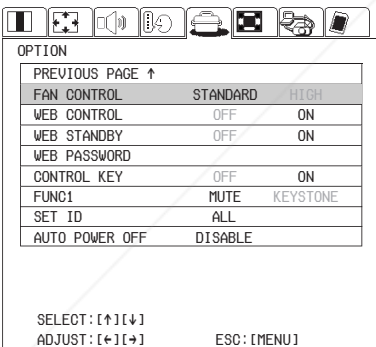 OPTION
PREVIOUS PAGE ↑
FAN CONTROL STANDARD HIGH
WEB CONTROL OFF ON
WEB STANDBY OFF ON
WEB PASSWORD
CONTROL KEY OFF ON
FUNC1 MUTE KEYSTONE
SET ID ALL
AUTO POWER OFF DISABLE
SELECT:[↑][↓]
ADJUST:[←][→] ESC:[MENU]